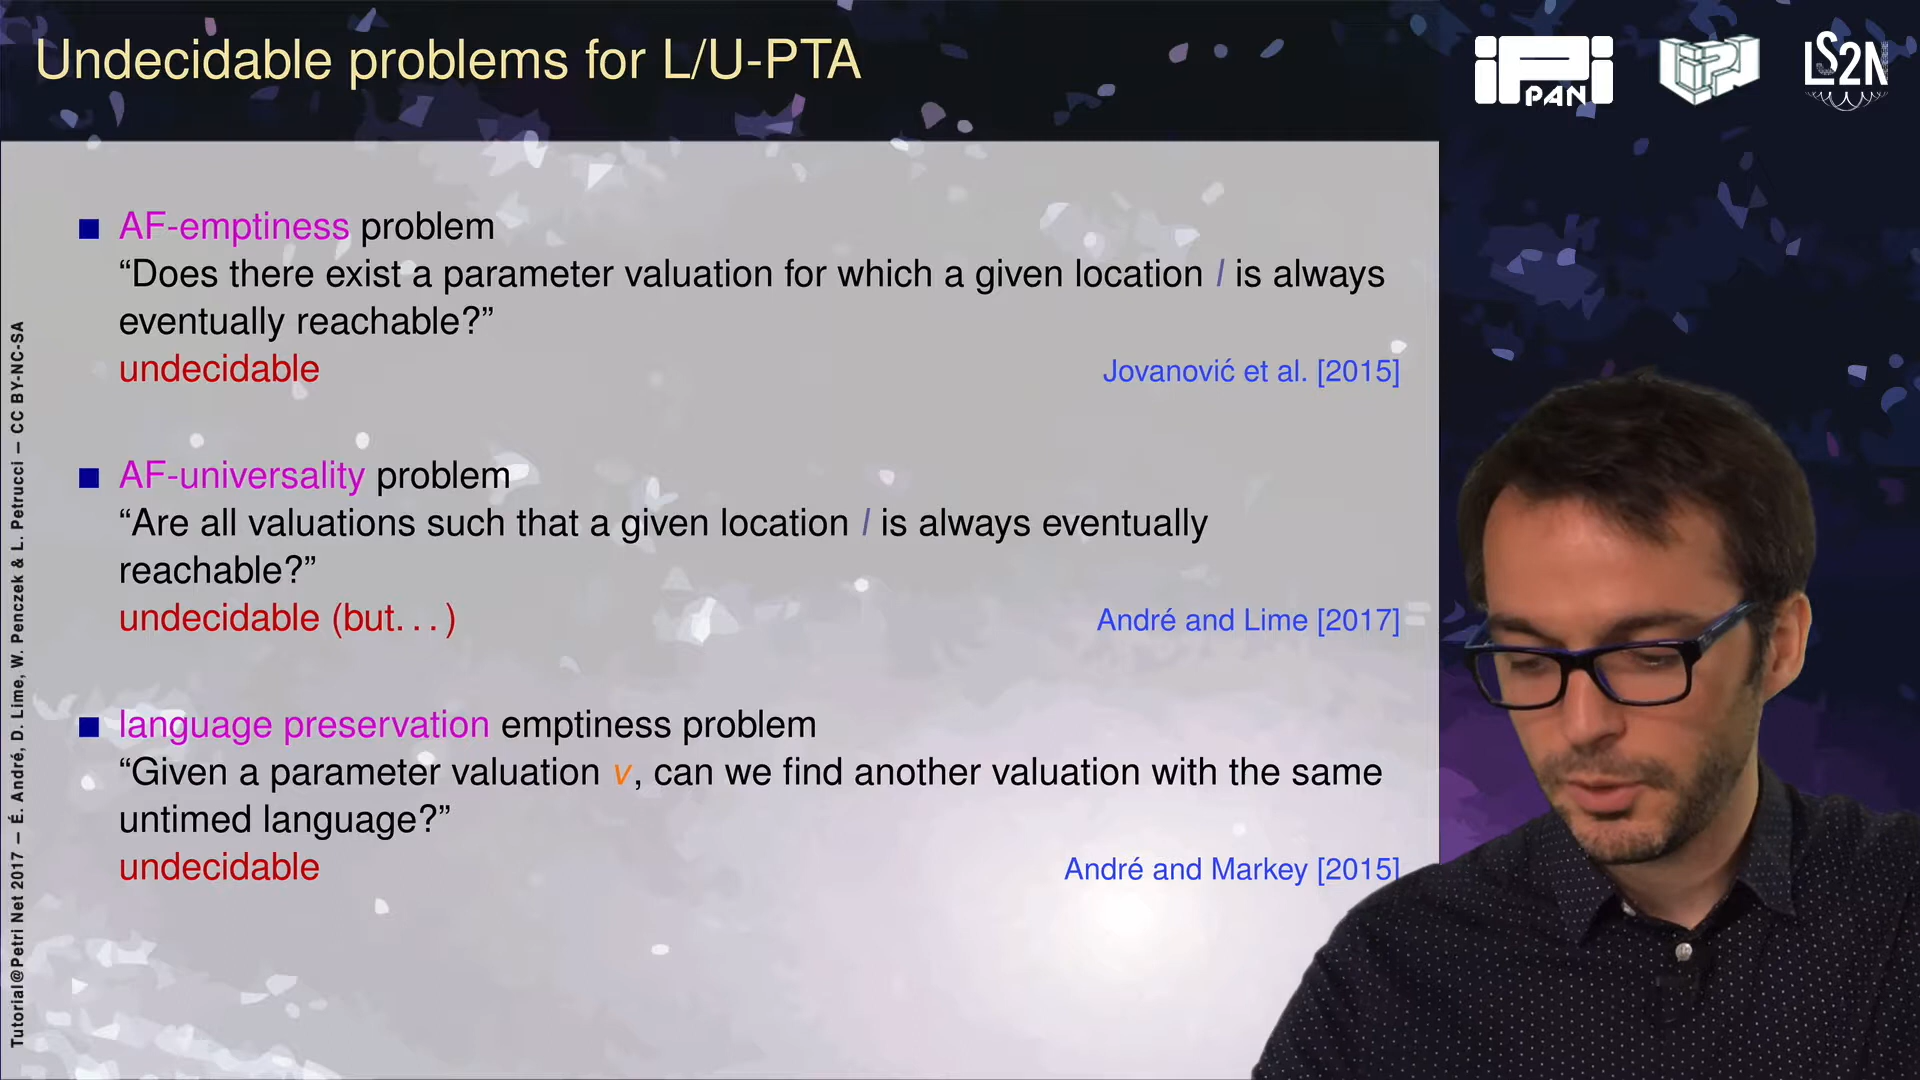 Undecidable problems for L/U-PTA
iPi PAN
LIPN
LS2N
■ AF-emptiness problem
“Does there exist a parameter valuation for which a given location l is always
eventually reachable?”
undecidable Jovanović et al. [2015]
■ AF-universality problem
“Are all valuations such that a given location l is always eventually
reachable?”
undecidable (but. . . ) André and Lime [2017]
■ language preservation emptiness problem
“Given a parameter valuation v, can we find another valuation with the same
untimed language?”
undecidable André and Markey [2015]
Tutorial@Petri Net 2017 — É. André, D. Lime, W. Penczek & L. Petrucci — CC BY-NC-SA